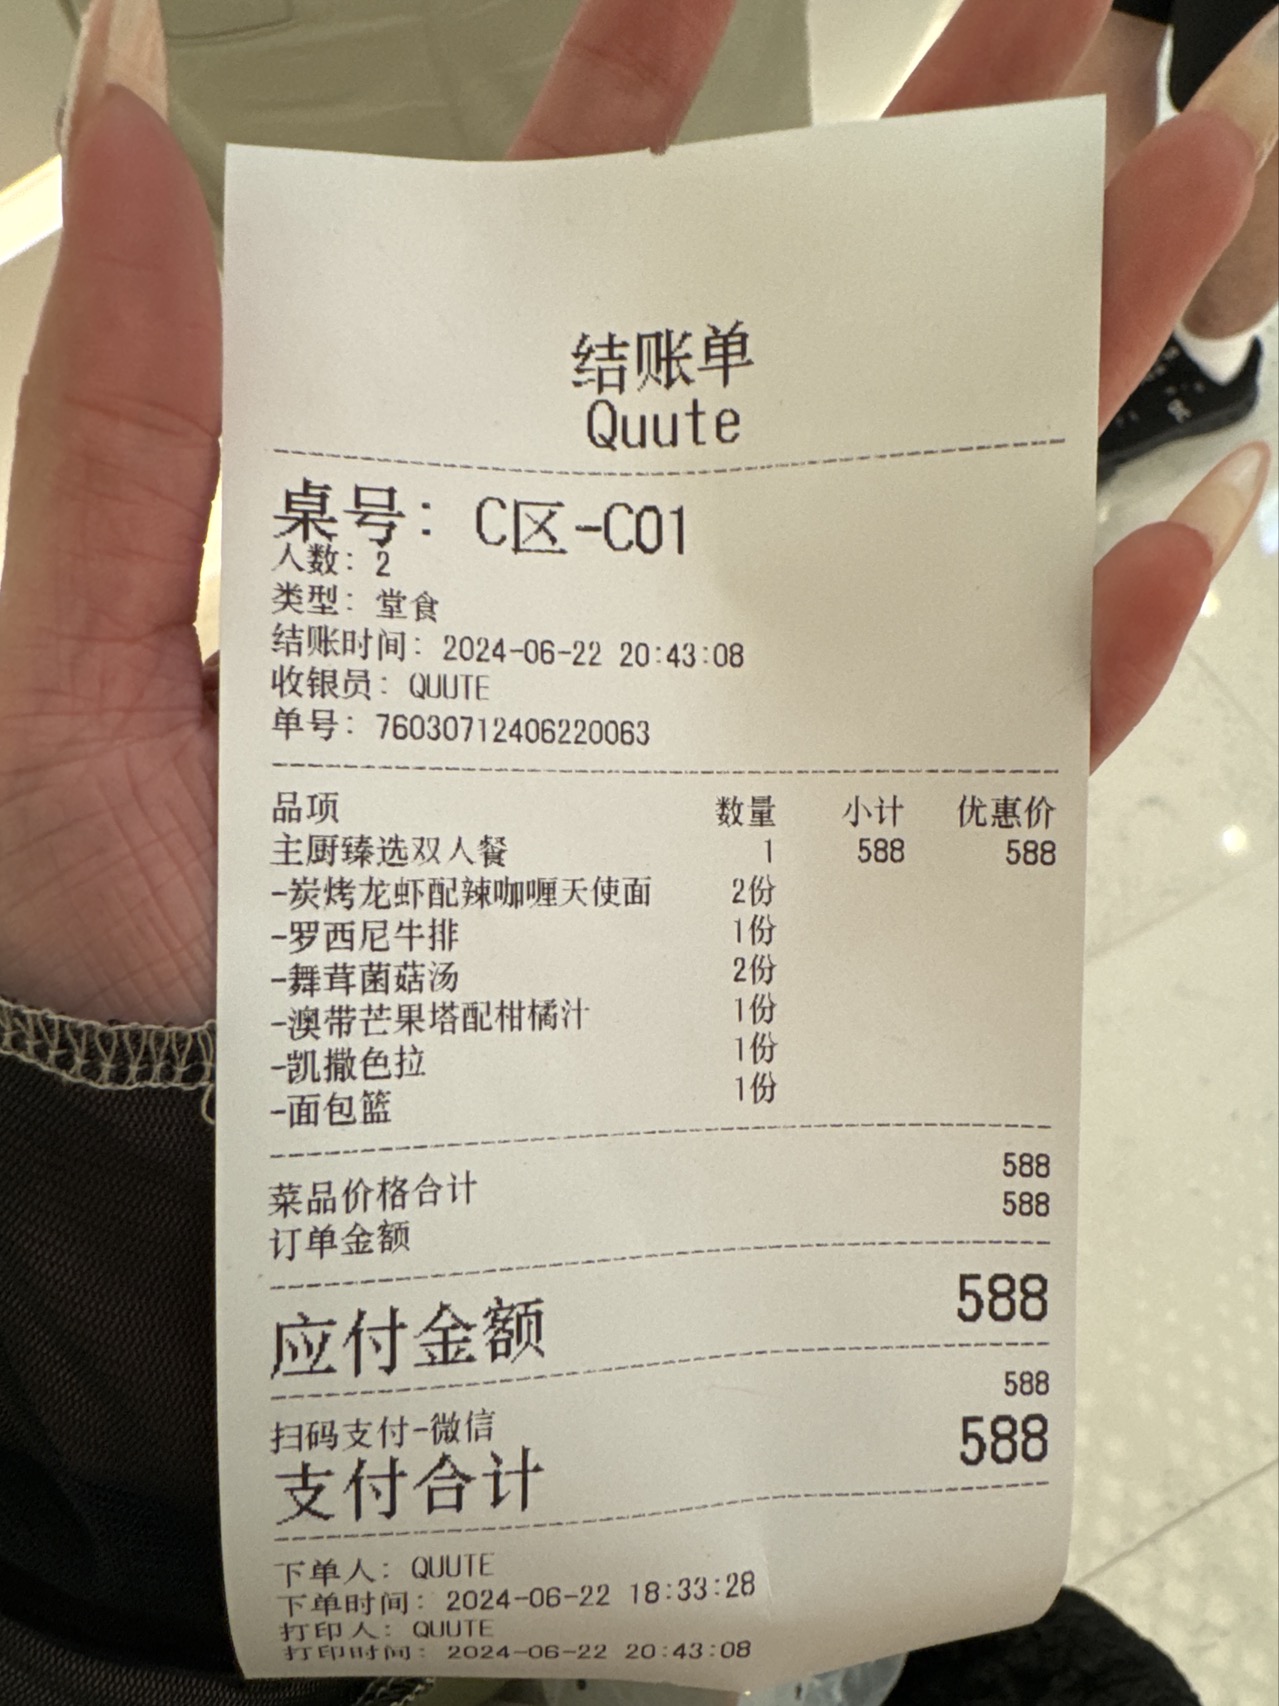 结账单
Quute
桌号: C区-C01
人数: 2
类型: 堂食
结账时间: 2024-06-22 20:43:08
收银员: QUUTE
单号: 76030712406220063
品项 数量 小计 优惠价
主厨臻选双人餐 1 588 588
-炭烤龙虾配辣咖喱天使面 2份
-罗西尼牛排 1份
-舞茸菌菇汤 2份
-澳带芒果塔配柑橘汁 1份
-凯撒色拉 1份
-面包篮 1份
菜品价格合计 588
订单金额 588
应付金额 588
扫码支付-微信 588
支付合计 588
下单人: QUUTE
下单时间: 2024-06-22 18:33:28
打印人: QUUTE
打印时间: 2024-06-22 20:43:08